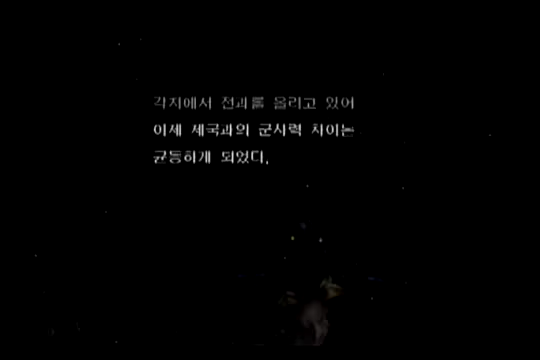 각지에서 전과를 올리고 있어
이제 제국과의 군사력 차이는
균등하게 되었다.